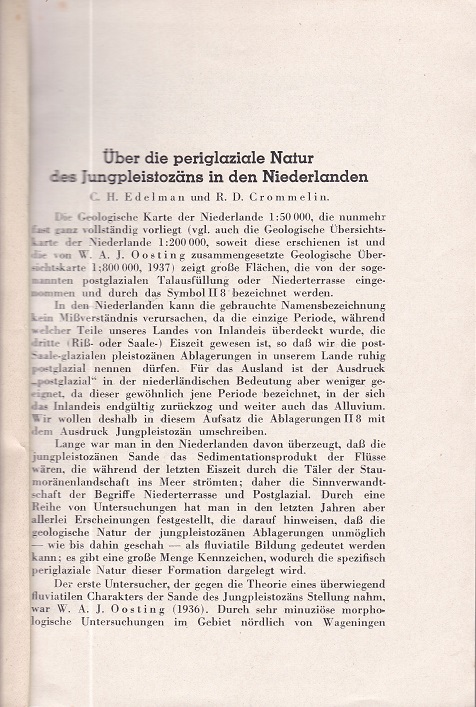 Über die periglaziale Natur
des Jungpleistozäns in den Niederlanden
C. H. Edelman und R. D. Crommelin.
Die Geologische Karte der Niederlande 1:50 000, die nunmehr
fast ganz vollständig vorliegt (vgl. auch die Geologische Übersichts-
karte der Niederlande 1:200 000, soweit diese erschienen ist und
die von W. A. J. Oosting zusammengesetzte Geologische Über-
sichtskarte 1;800 000, 1937) zeigt große Flächen, die von der soge-
nannten postglazialen Talausfüllung oder Niederterrasse einge-
nommen und durch das Symbol II 8 bezeichnet werden.
In den Niederlanden kann die gebrauchte Namensbezeichnung
kein Mißverständnis verursachen, da die einzige Periode, während
welcher Teile unseres Landes von Inlandeis überdeckt wurde, die
dritte (Riß- oder Saale-) Eiszeit gewesen ist, so daß wir die post-
Saale-glazialen pleistozänen Ablagerungen in unserem Lande ruhig
postglazial nennen dürfen. Für das Ausland ist der Ausdruck
„postglazial“ in der niederländischen Bedeutung aber weniger ge-
eignet, da dieser gewöhnlich jene Periode bezeichnet, in der sich
das Inlandeis endgültig zurückzog und weiter auch das Alluvium.
Wir wollen deshalb in diesem Aufsatz die Ablagerungen II 8 mit
dem Ausdruck Jungpleistozän umschreiben.
Lange war man in den Niederlanden davon überzeugt, daß die
jungpleistozänen Sande das Sedimentationsprodukt der Flüsse
wären, die während der letzten Eiszeit durch die Täler der Stau-
moränenlandschaft ins Meer strömten; daher die Sinnverwandt-
schaft der Begriffe Niederterrasse und Postglazial. Durch eine
Reihe von Untersuchungen hat man in den letzten Jahren aber
allerlei Erscheinungen festgestellt, die darauf hinweisen, daß die
geologische Natur der jungpleistozänen Ablagerungen unmöglich
— wie bis dahin geschah — als fluviatile Bildung gedeutet werden
kann; es gibt eine große Menge Kennzeichen, wodurch die spezifisch
periglaziale Natur dieser Formation dargelegt wird.
Der erste Untersucher, der gegen die Theorie eines überwiegend
fluviatilen Charakters der Sande des Jungpleistozäns Stellung nahm,
war W. A. J. Oosting (1936). Durch sehr minuziöse morpho-
logische Untersuchungen im Gebiet nördlich von Wageningen